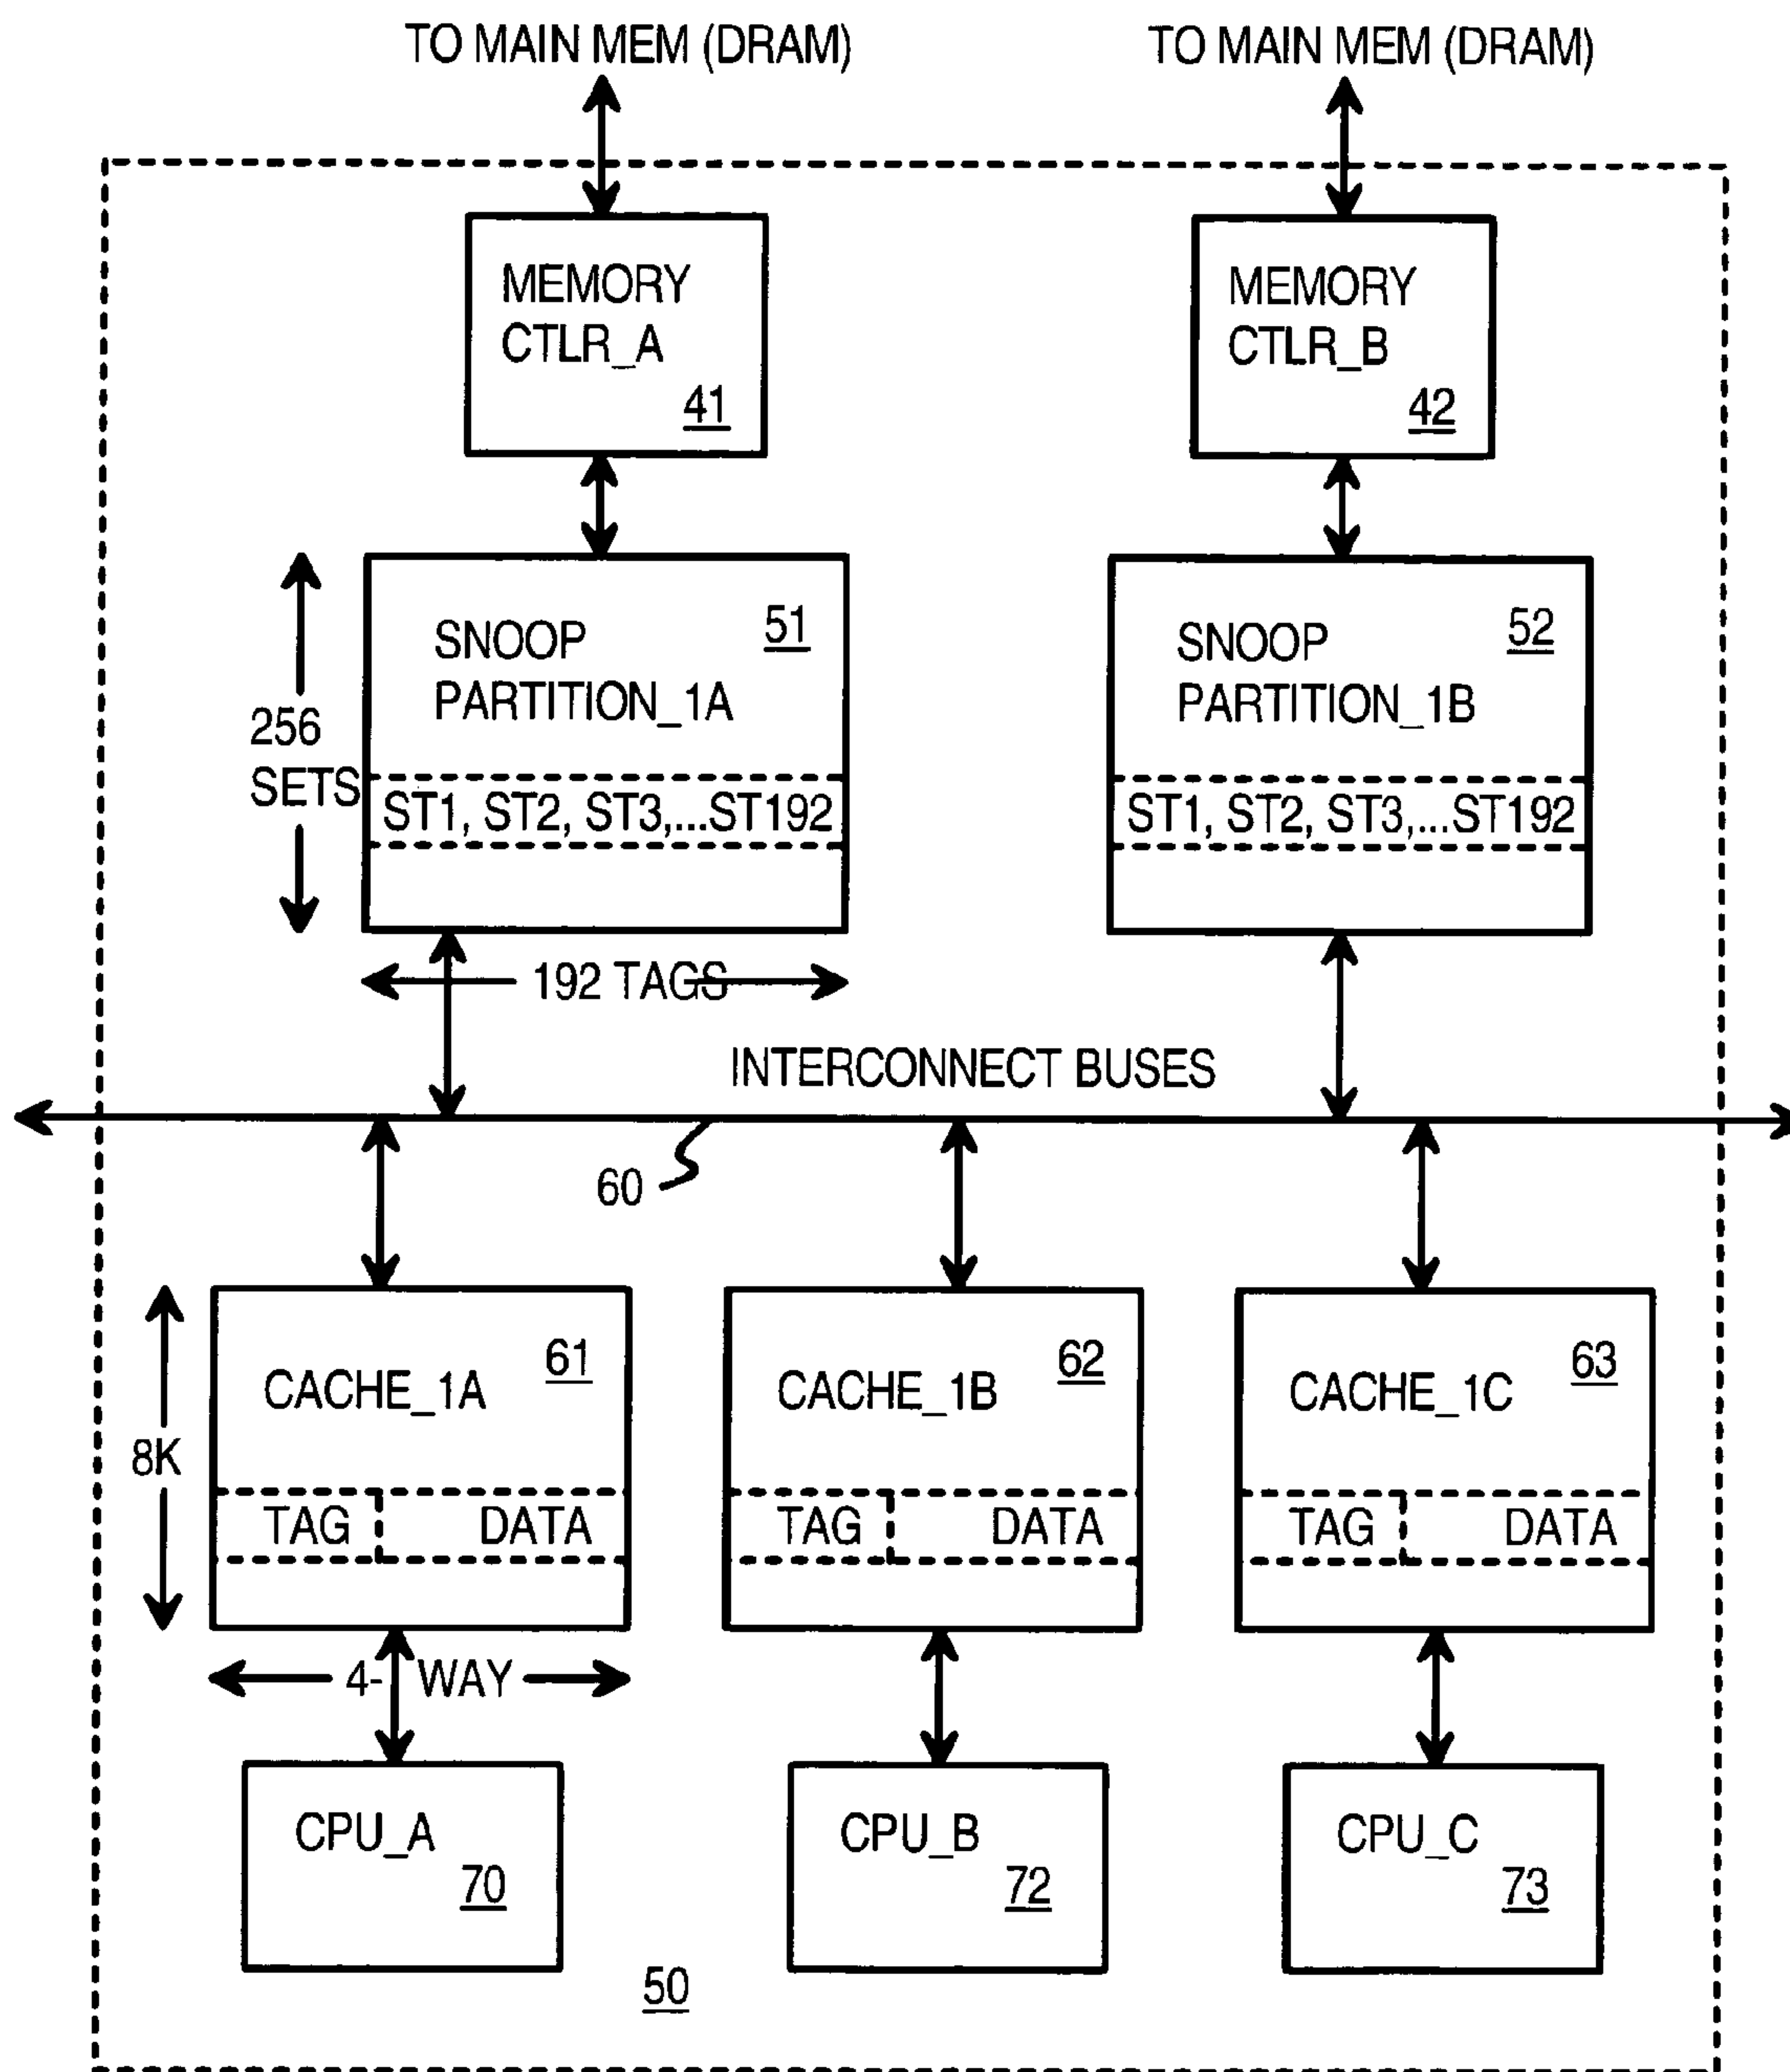 TO MAIN MEM (DRAM)
TO MAIN MEM (DRAM)
MEMORY
CTLR_A
41
MEMORY
CTLR_B
42
256
SETS
SNOOP
PARTITION_1A
51
ST1, ST2, ST3,...ST192
SNOOP
PARTITION_1B
52
ST1, ST2, ST3,...ST192
192 TAGS
INTERCONNECT BUSES
60
8K
CACHE_1A
61
TAG
DATA
CACHE_1B
62
TAG
DATA
CACHE_1C
63
TAG
DATA
4-WAY
CPU_A
70
CPU_B
72
CPU_C
73
50